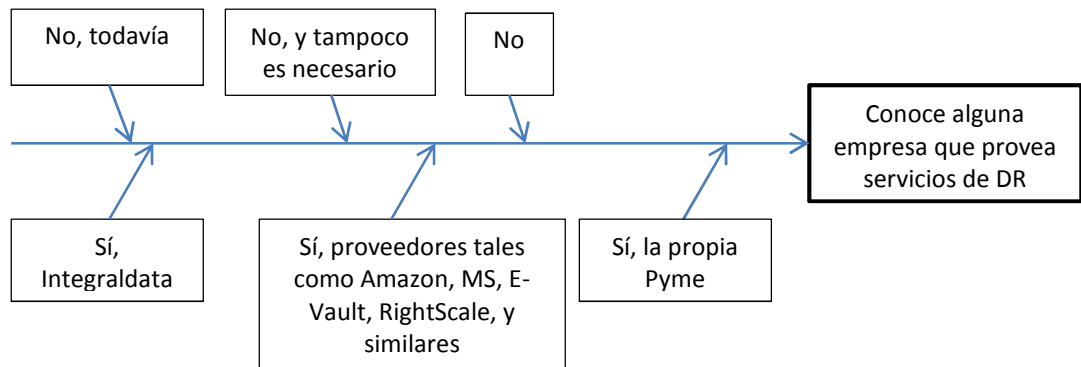 No, todavía
No, y tampoco
es necesario
No
Conoce alguna
empresa que provea
servicios de DR
Sí,
Integraldata
Sí, proveedores tales
como Amazon, MS, E-
Vault, RightScale, y
similares
Sí, la propia
Pyme